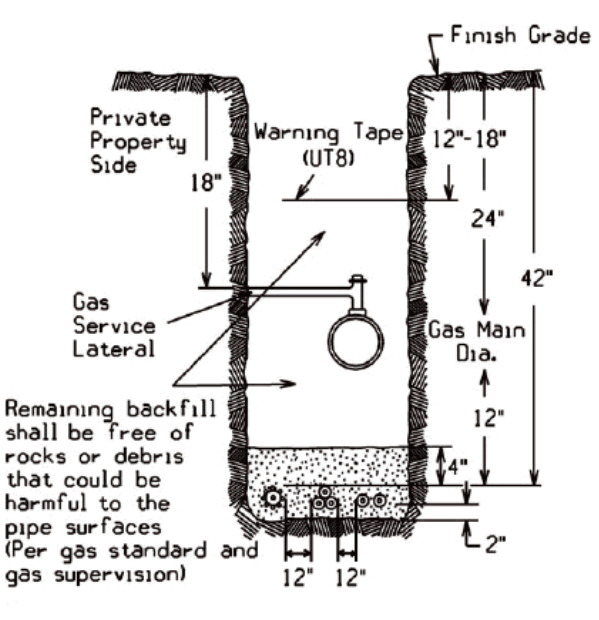 Finish Grade
Private
Property
Side
Warning Tape
(UT8)
12"-18"
18"
24"
42"
Gas
Service
Lateral
Gas Main
Dia.
12"
Remaining backfill
shall be free of
rocks or debris
that could be
harmful to the
pipe surfaces
(Per gas standard and
gas supervision)
4"
2"
12"
12"